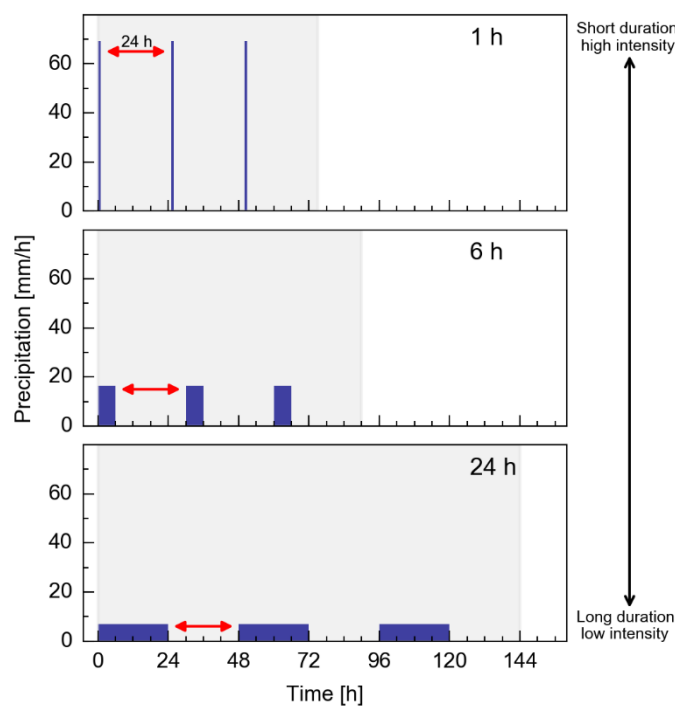 Short duration
high intensity
1 h
24 h
60
40
20
0
6 h
60
40
20
0
Precipitation [mm/h]
24 h
60
40
20
0
Long duration
low intensity
0 24 48 72 96 120 144
Time [h]